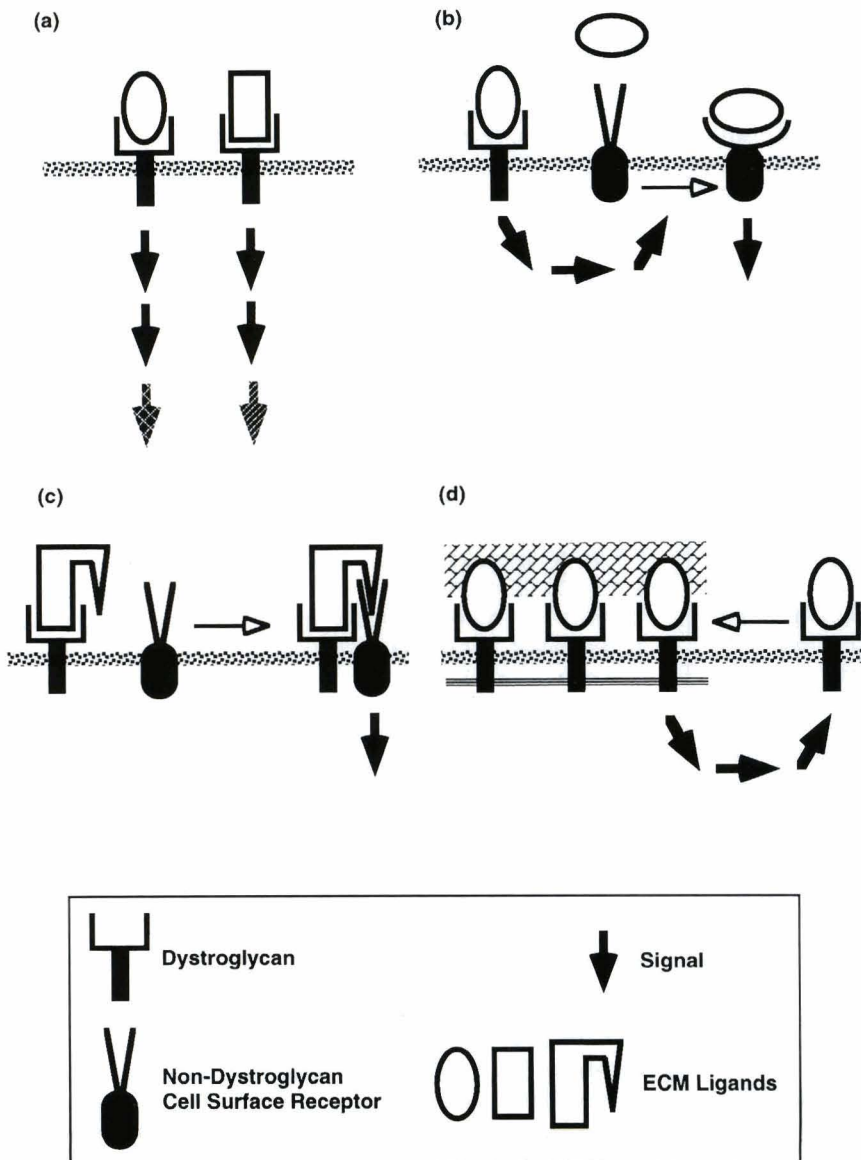 (a)
(b)
(c)
(d)
Dystroglycan
Signal
Non-Dystroglycan
Cell Surface Receptor
ECM Ligands